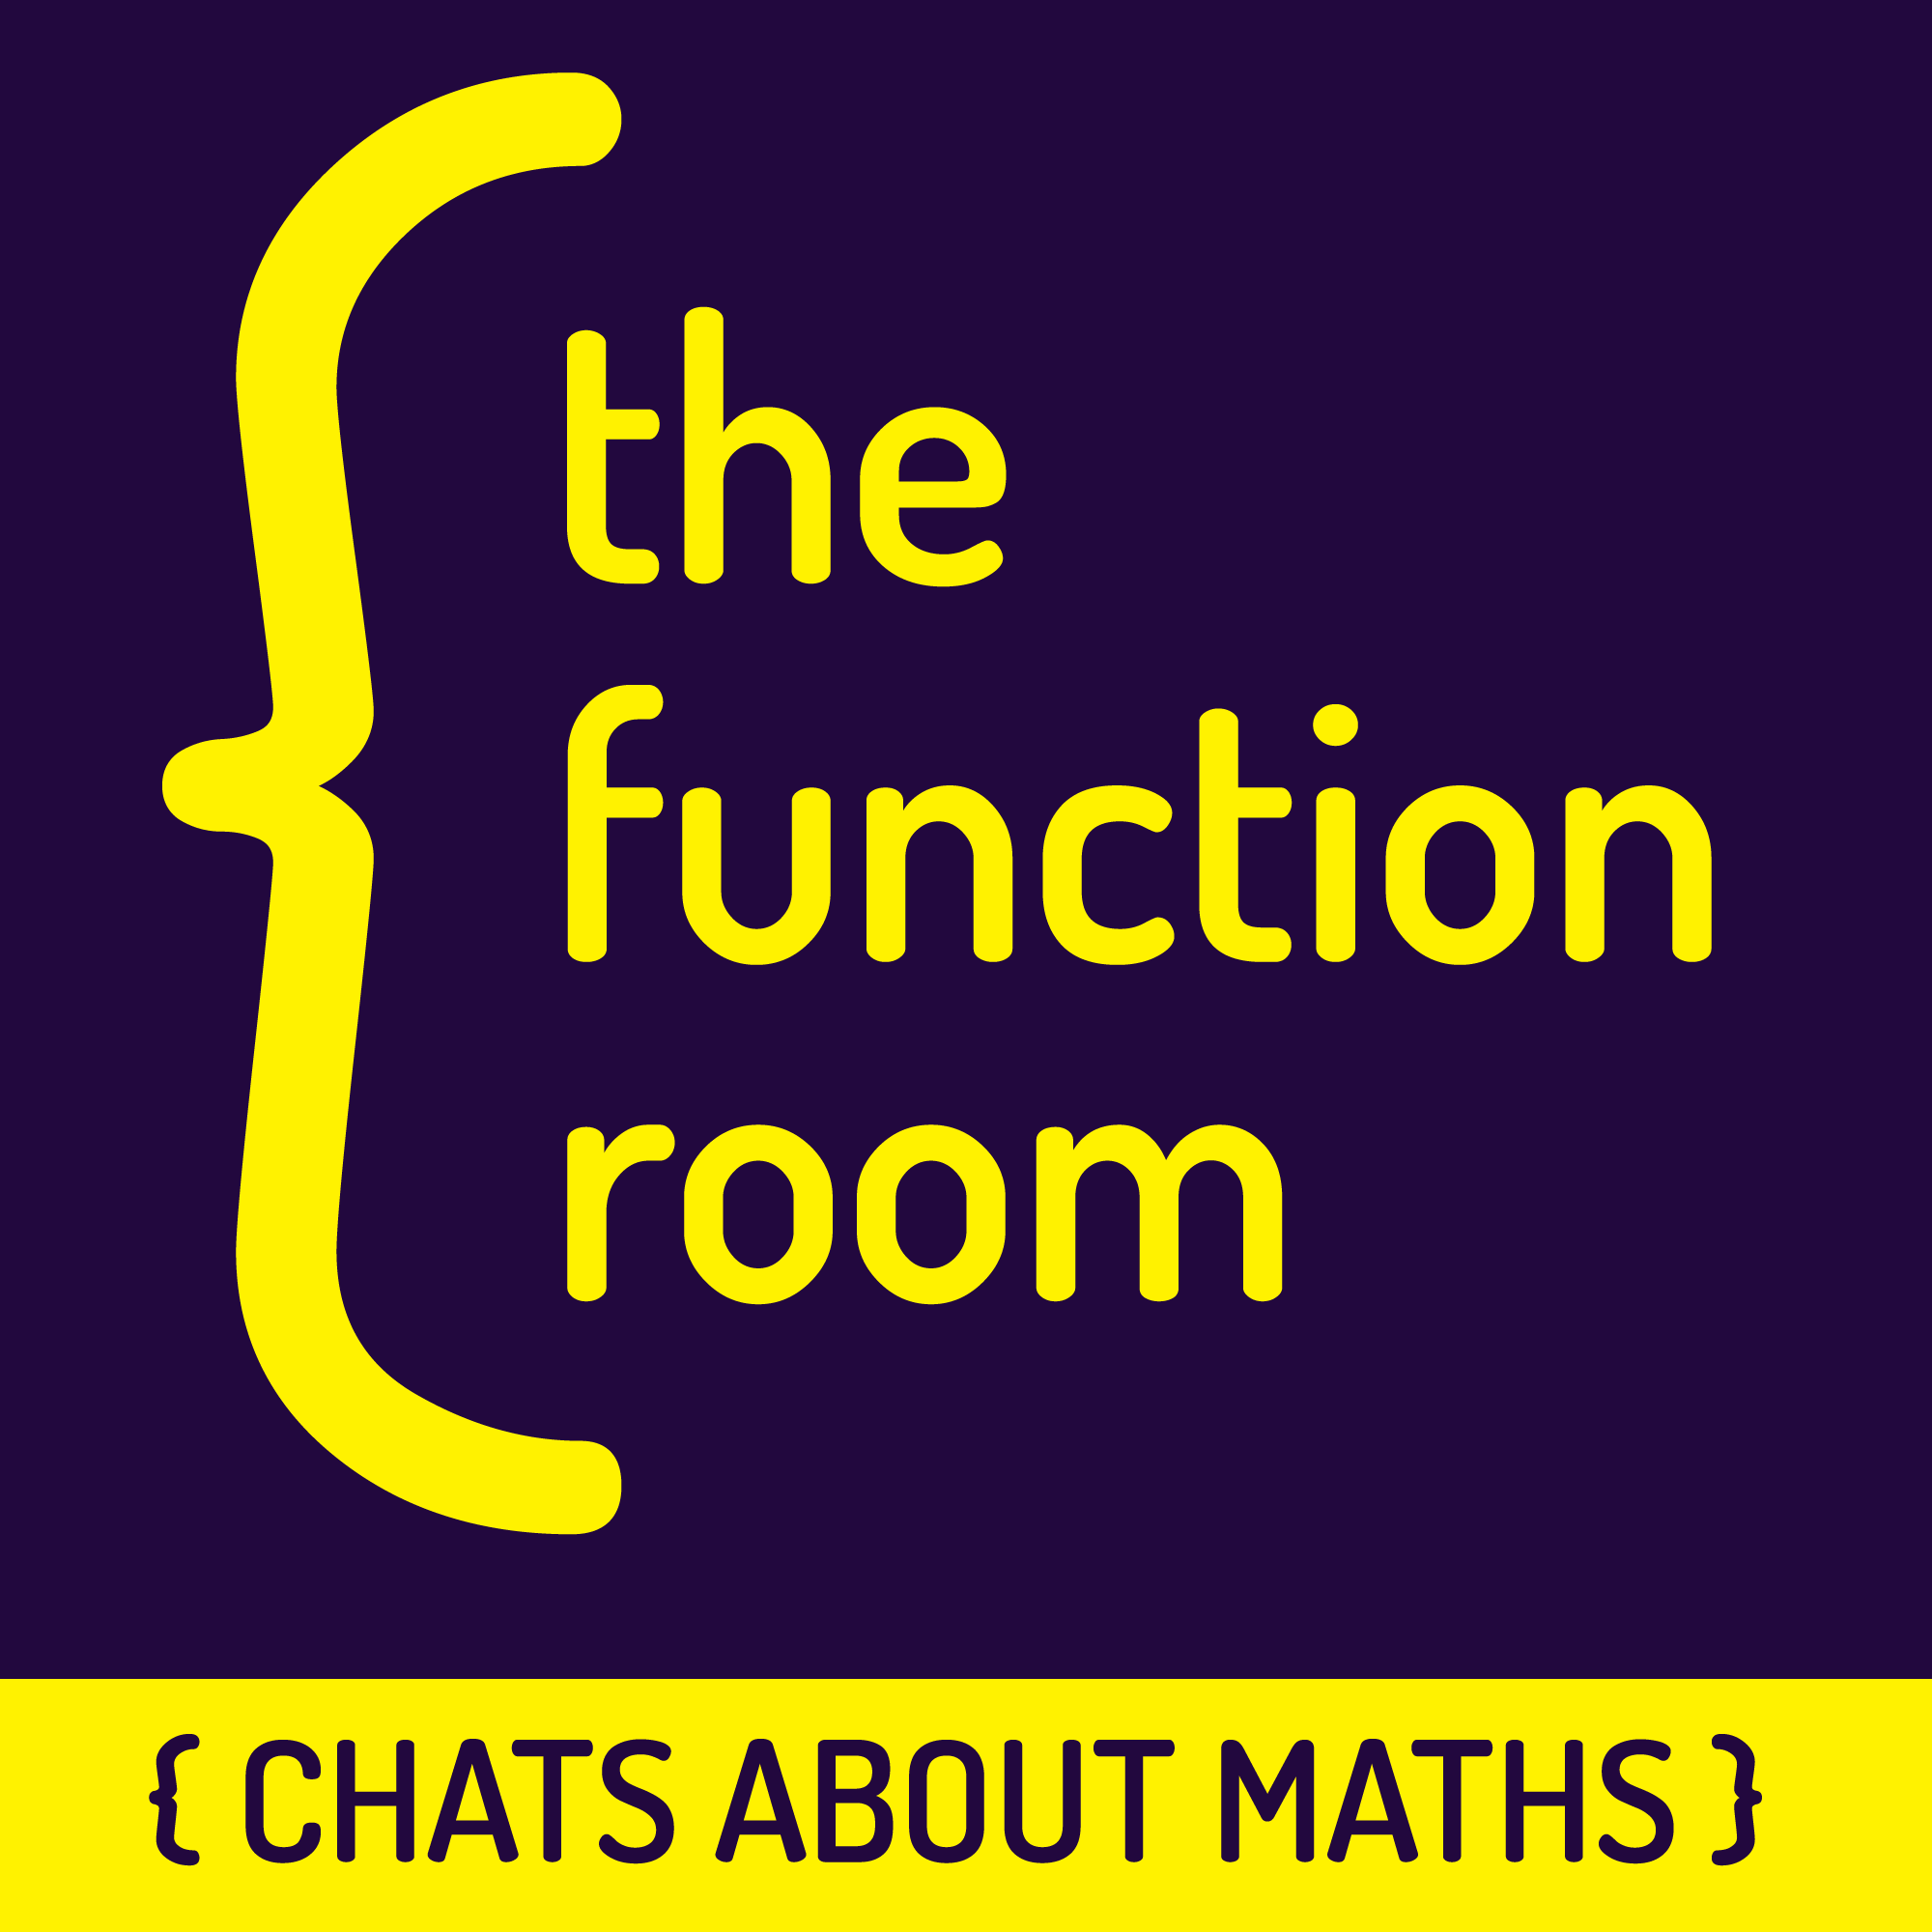 {
the
function
room
{ CHATS ABOUT MATHS }